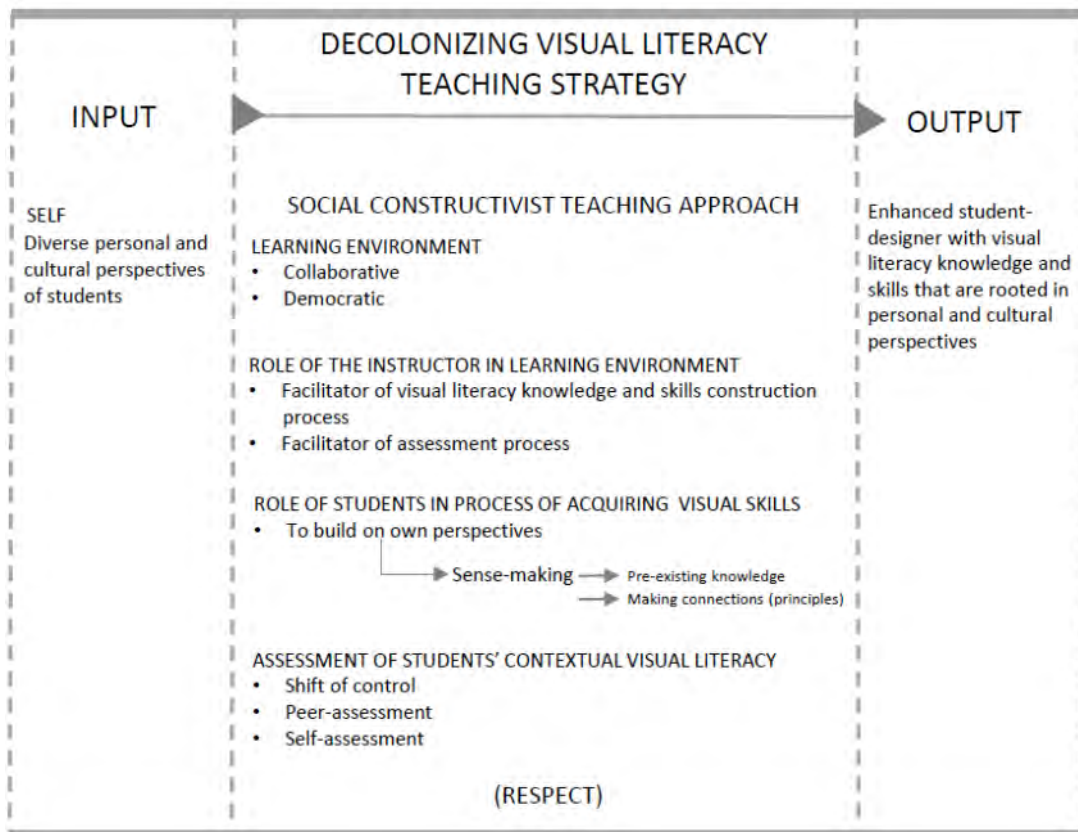 DECOLONIZING VISUAL LITERACY
TEACHING STRATEGY
INPUT
OUTPUT
SELF
Diverse personal and
cultural perspectives
of students
SOCIAL CONSTRUCTIVIST TEACHING APPROACH
LEARNING ENVIRONMENT
• Collaborative
• Democratic
ROLE OF THE INSTRUCTOR IN LEARNING ENVIRONMENT
• Facilitator of visual literacy knowledge and skills construction
process
• Facilitator of assessment process
ROLE OF STUDENTS IN PROCESS OF ACQUIRING VISUAL SKILLS
• To build on own perspectives
Sense-making
Pre-existing knowledge
Making connections (principles)
ASSESSMENT OF STUDENTS’ CONTEXTUAL VISUAL LITERACY
• Shift of control
• Peer-assessment
• Self-assessment
(RESPECT)
Enhanced student-
designer with visual
literacy knowledge and
skills that are rooted in
personal and cultural
perspectives